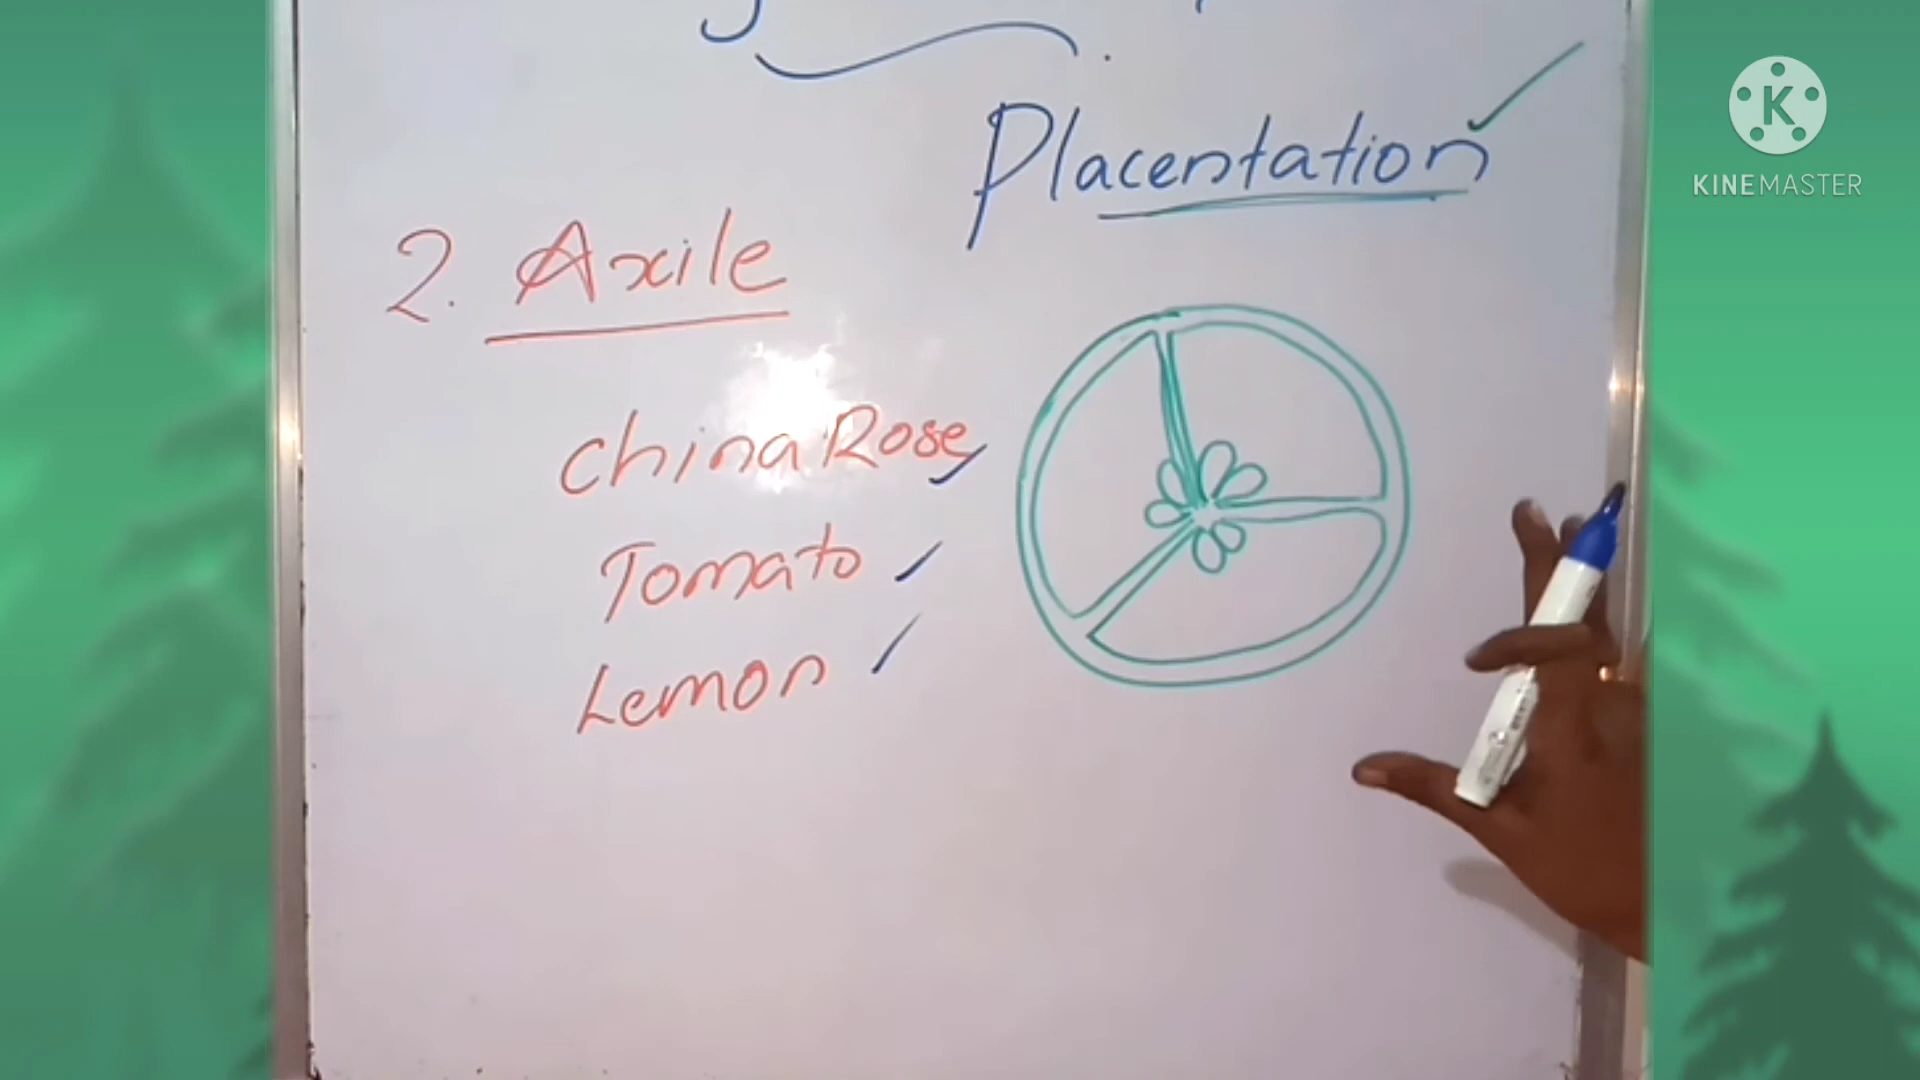 Placentation
2. Axile
China Rose
Tomato
Lemon
K
KINEMASTER